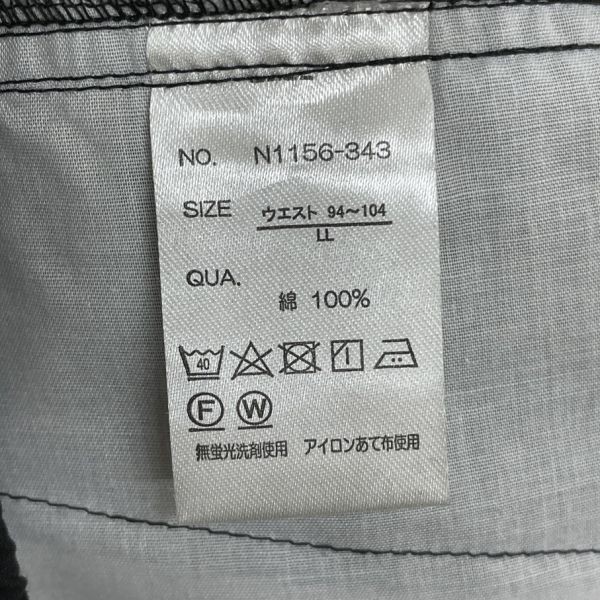 NO. N1156-343
SIZE ウエスト 94~104
LL
QUA.
綿 100%
40
F W
無蛍光洗剤使用 アイロンあて布使用